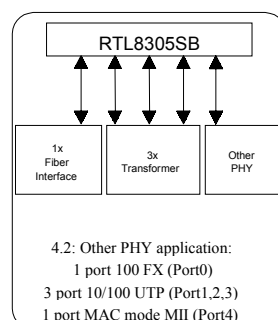 RTL8305SB
1x
Fiber
Interface
3x
Transformer
Other
PHY
4.2: Other PHY application:
1 port 100 FX (Port0)
3 port 10/100 UTP (Port1,2,3)
1 port MAC mode MII (Port4)